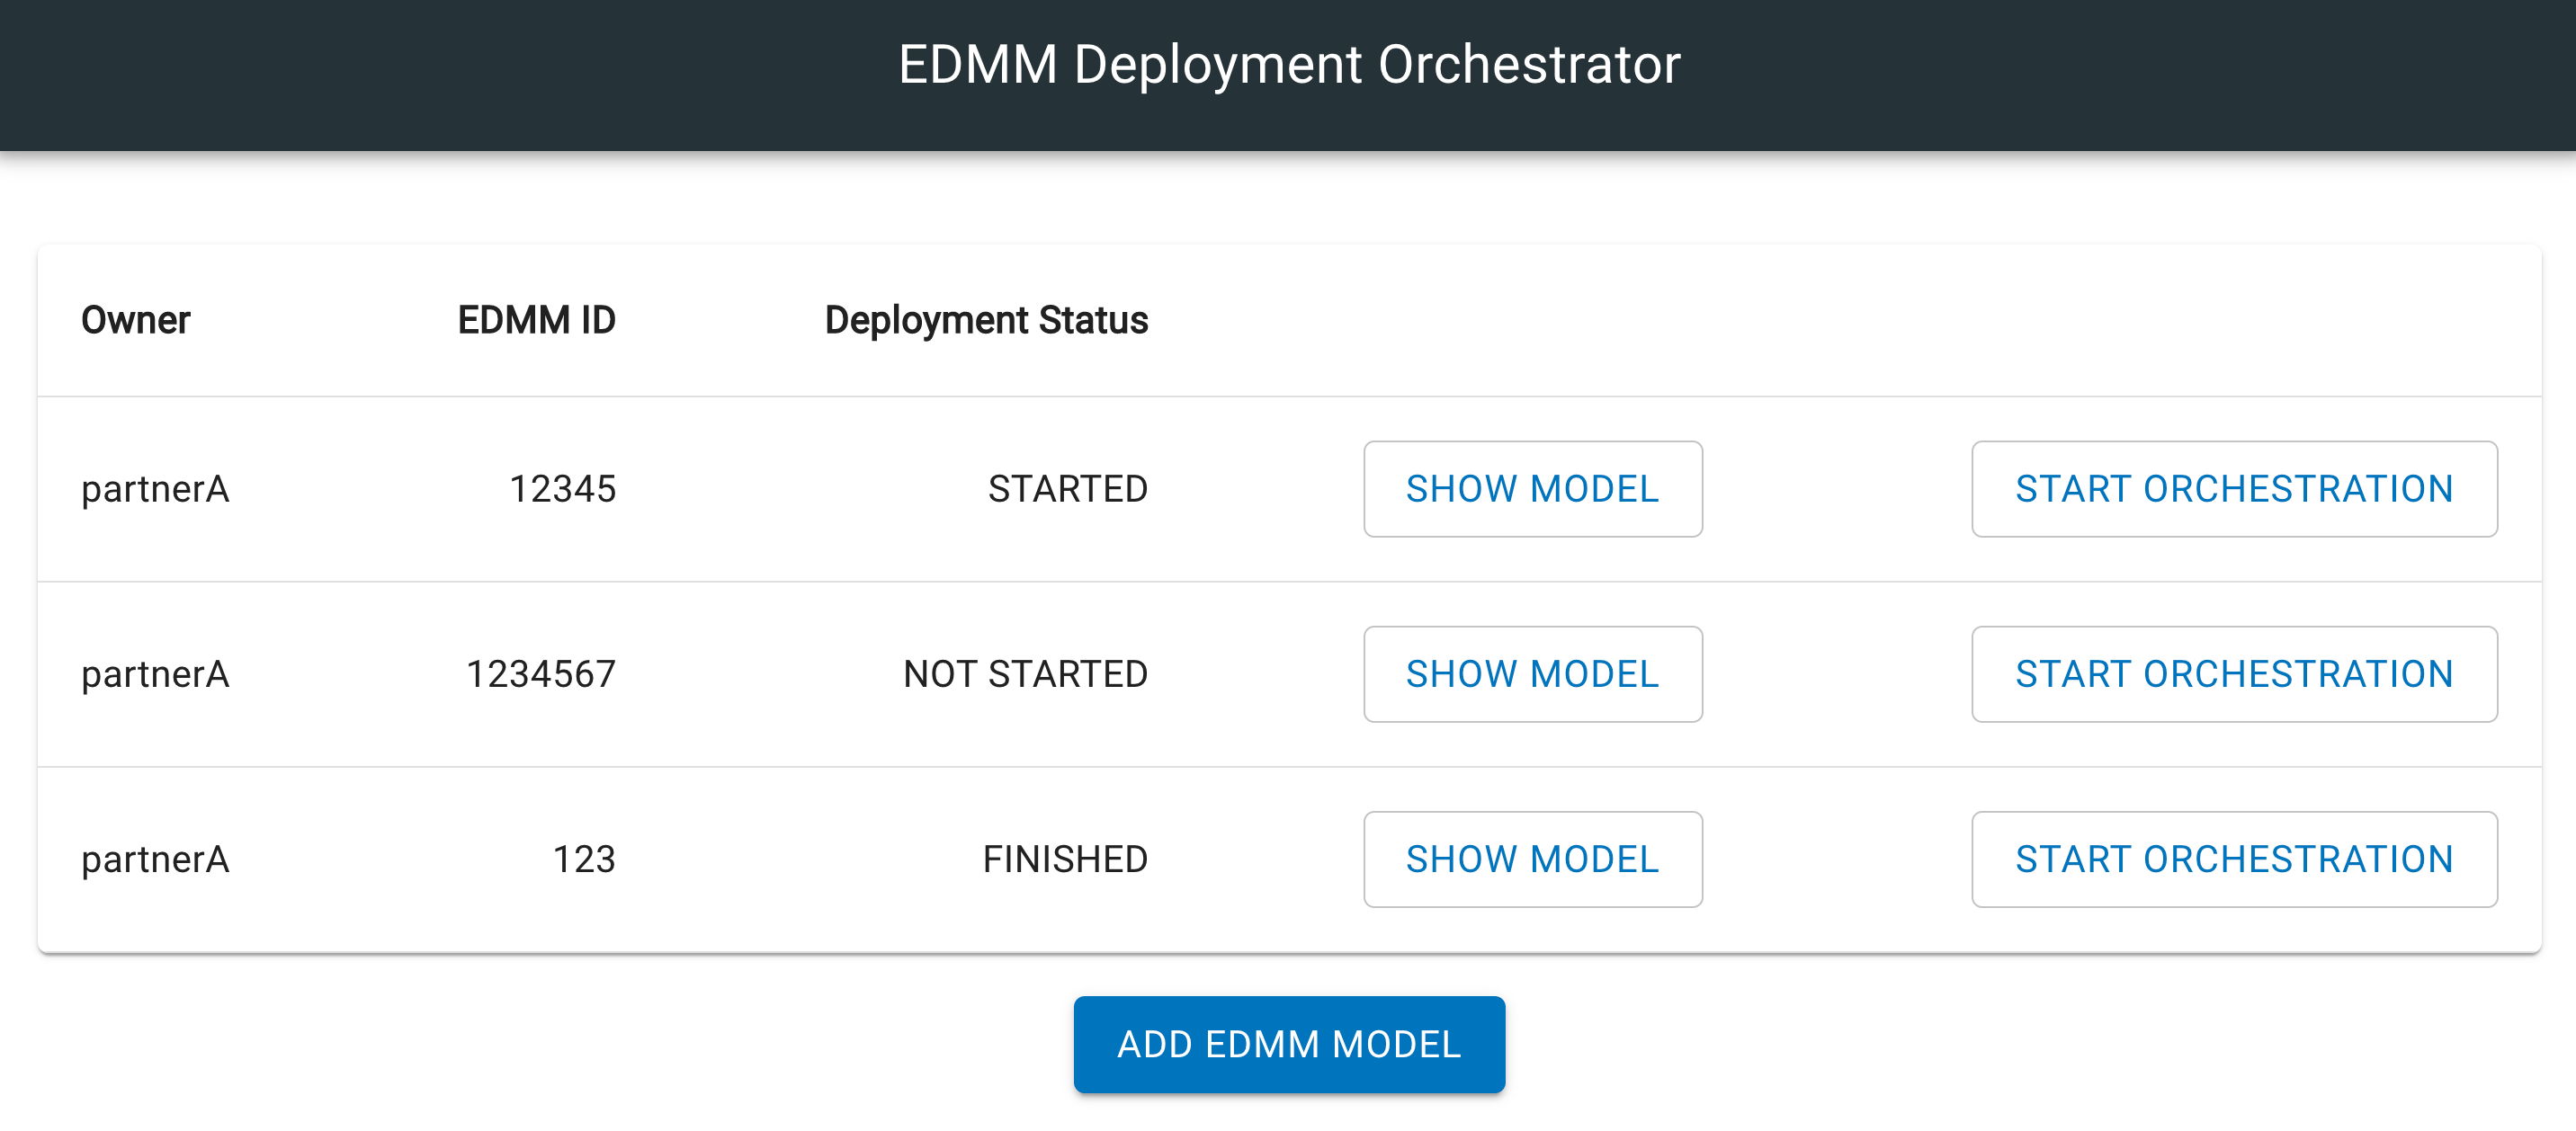 EDMM Deployment Orchestrator
Owner EDMM ID Deployment Status
partnerA 12345 STARTED SHOW MODEL START ORCHESTRATION
partnerA 1234567 NOT STARTED SHOW MODEL START ORCHESTRATION
partnerA 123 FINISHED SHOW MODEL START ORCHESTRATION
ADD EDMM MODEL